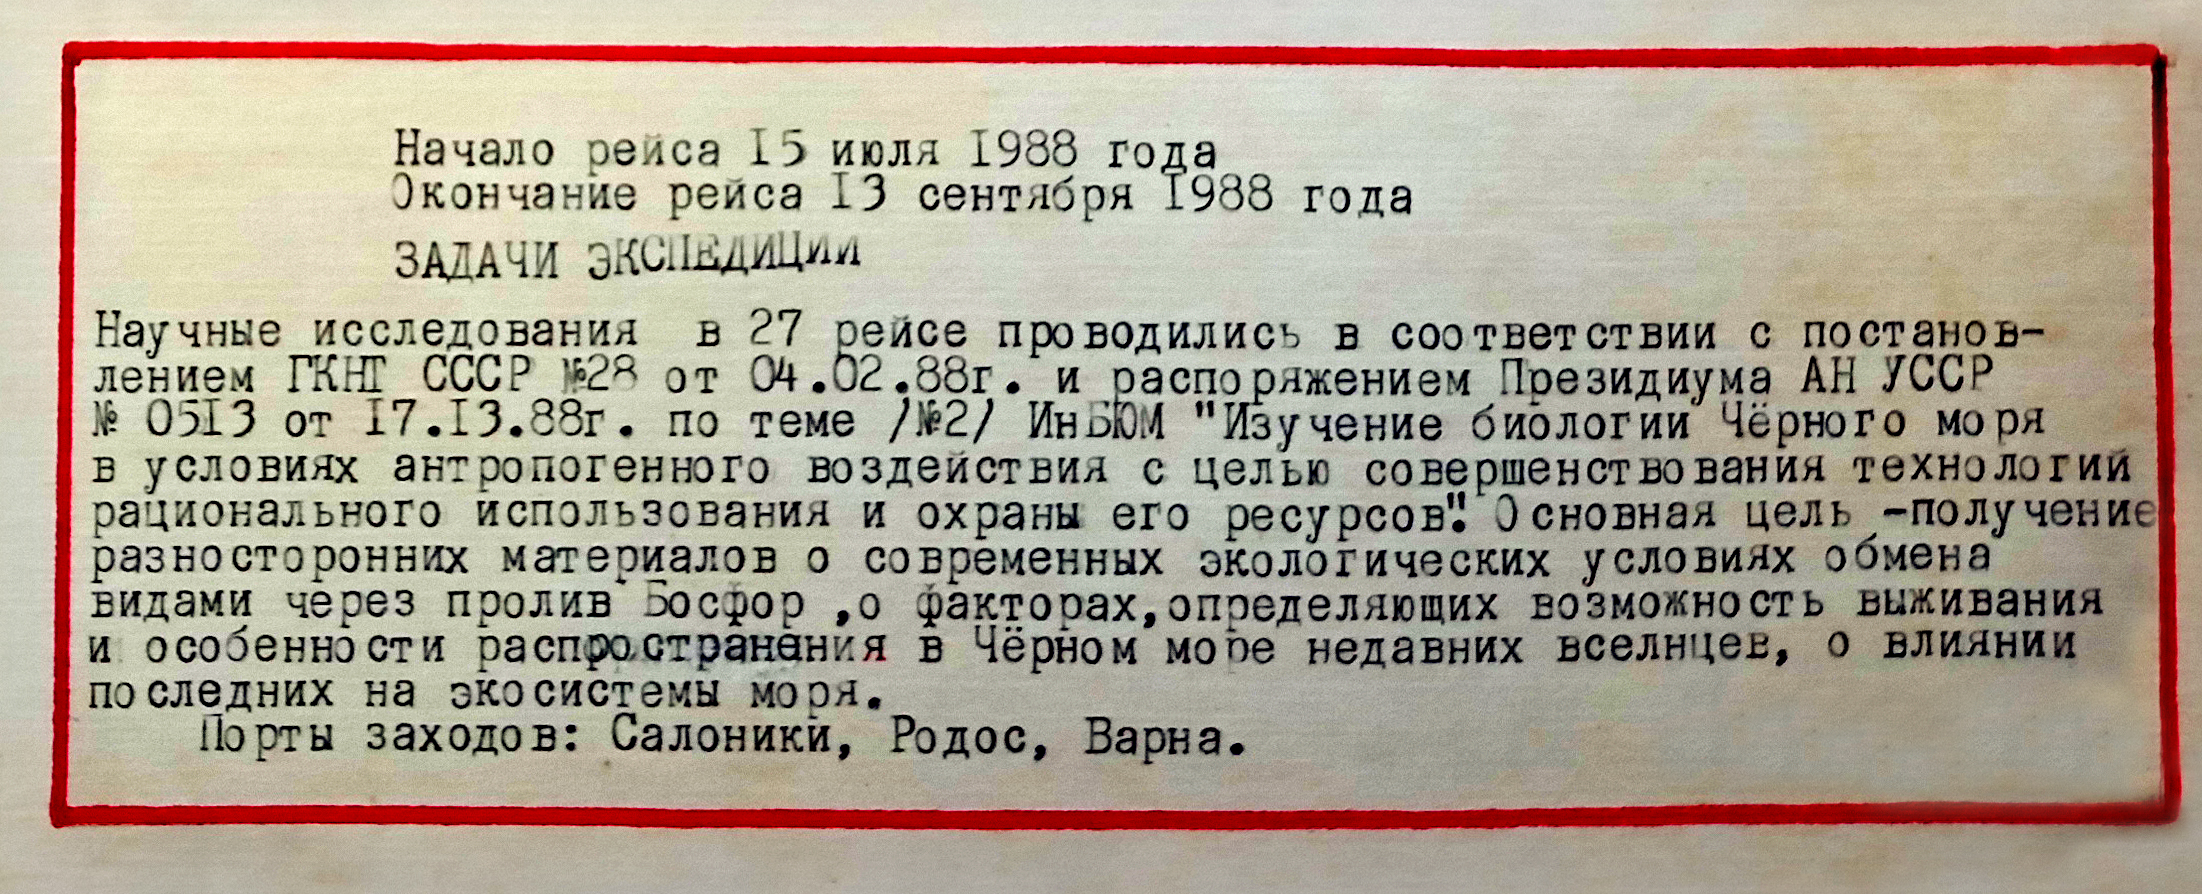 Начало рейса 15 июля 1988 года
Окончание рейса 13 сентября 1988 года
ЗАДАЧИ ЭКСПЕДИЦИИ
Научные исследования в 27 рейсе проводились в соответствии с постанов-
лением ГКНТ СССР №28 от 04.02.88г. и распоряжением Президиума АН УССР
№ 0513 от 17.13.88г. по теме /№2/ ИнБЮМ "Изучение биологии Чёрного моря
в условиях антропогенного воздействия с целью совершенствования технологий
рационального использования и охраны его ресурсов". Основная цель -получение
разносторонних материалов о современных экологических условиях обмена
видами через пролив Босфор ,о факторах,определяющих возможность выживания
и особенности распространения в Чёрном море недавних вселнцев, о влиянии
последних на экосистемы моря.
Порты заходов: Салоники, Родос, Варна.